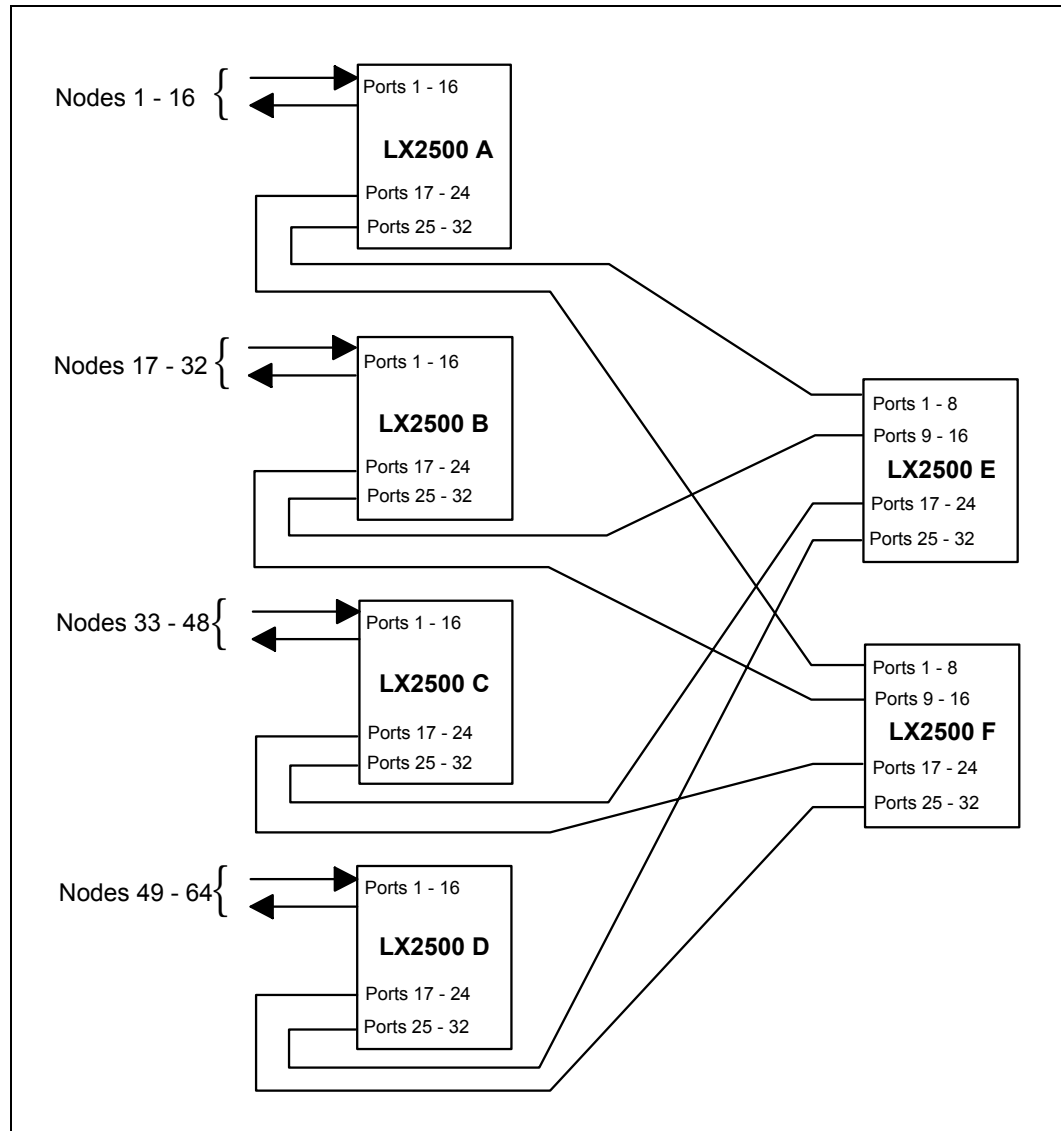 Nodes 1 - 16 {
Ports 1 - 16
LX2500 A
Ports 17 - 24
Ports 25 - 32
Nodes 17 - 32 {
Ports 1 - 16
LX2500 B
Ports 17 - 24
Ports 25 - 32
Nodes 33 - 48 {
Ports 1 - 16
LX2500 C
Ports 17 - 24
Ports 25 - 32
Nodes 49 - 64 {
Ports 1 - 16
LX2500 D
Ports 17 - 24
Ports 25 - 32
Ports 1 - 8
Ports 9 - 16
LX2500 E
Ports 17 - 24
Ports 25 - 32
Ports 1 - 8
Ports 9 - 16
LX2500 F
Ports 17 - 24
Ports 25 - 32